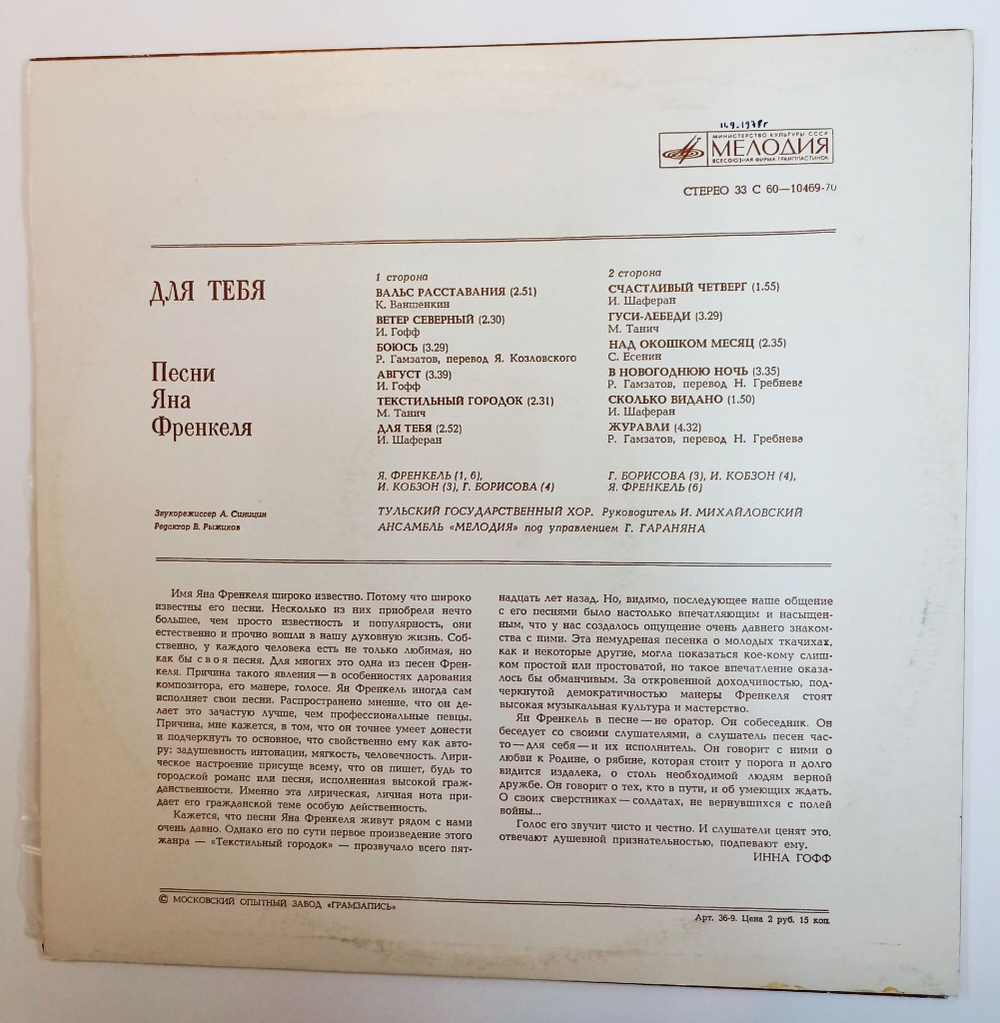 11.9.1978г
МИНИСТЕРСТВО КУЛЬТУРЫ СССР
МЕЛОДИЯ
ВСЕСОЮЗНАЯ ФИРМА ГРАМПЛАСТИНОК
СТЕРЕО 33 С 60—10469-70
ДЛЯ ТЕБЯ
Песни
Яна
Френкеля
1 сторона
ВАЛЬС РАССТАВАНИЯ (2.51)
К. Ваншенкин
ВЕТЕР СЕВЕРНЫЙ (2.30)
И. Гофф
БОЮСЬ (3.29)
Р. Гамзатов, перевод Я. Козловского
АВГУСТ (3.39)
И. Гофф
ТЕКСТИЛЬНЫЙ ГОРОДОК (2.31)
М. Танич
ДЛЯ ТЕБЯ (2.52)
И. Шаферан
Я. ФРЕНКЕЛЬ (1, 6),
И. КОБЗОН (3), Г. БОРИСОВА (4)
2 сторона
СЧАСТЛИВЫЙ ЧЕТВЕРГ (1.55)
И. Шаферан
ГУСИ-ЛЕБЕДИ (3.29)
М. Танич
НАД ОКОШКОМ МЕСЯЦ (2.35)
С. Есенин
В НОВОГОДНЮЮ НОЧЬ (3.35)
Р. Гамзатов, перевод Н. Гребнева
СКОЛЬКО ВИДАНО (1.50)
И. Шаферан
ЖУРАВЛИ (4.32)
Р. Гамзатов, перевод Н. Гребнева
Г. БОРИСОВА (3), И. КОБЗОН (4),
Я. ФРЕНКЕЛЬ (6)
Звукорежиссер А. Синицин
Редактор В. Рыжиков
ТУЛЬСКИЙ ГОСУДАРСТВЕННЫЙ ХОР. Руководитель И. МИХАЙЛОВСКИЙ
АНСАМБЛЬ «МЕЛОДИЯ» под управлением Г. ГАРАНЯНА
Имя Яна Френкеля широко известно. Потому что широко
известны его песни. Несколько из них приобрели нечто
большее, чем просто известность и популярность, они
естественно и прочно вошли в нашу духовную жизнь. Соб-
ственно, у каждого человека есть не только любимая, но
как бы своя песня. Для многих это одна из песен Френ-
келя. Причина такого явления — в особенностях дарования
композитора, его манере, голосе. Ян Френкель иногда сам
исполняет свои песни. Распространено мнение, что он де-
лает это зачастую лучше, чем профессиональные певцы.
Причина, мне кажется, в том, что он точнее умеет донести
и подчеркнуть то основное, что свойственно ему как авто-
ру: задушевность интонации, мягкость, человечность. Лири-
ческое настроение присуще всему, что он пишет, будь то
городской романс или песня, исполненная высокой граж-
данственности. Именно эта лирическая, личная нота при-
дает его гражданской теме особую действенность.
Кажется, что песни Яна Френкеля живут рядом с нами
очень давно. Однако его по сути первое произведение этого
жанра — «Текстильный городок» — прозвучало всего пят-
надцать лет назад. Но, видимо, последующее наше общение
с его песнями было настолько впечатляющим и насыщен-
ным, что у нас создалось ощущение очень давнего знаком-
ства с ними. Эта немудреная песенка о молодых ткачихах,
как и некоторые другие, могла показаться кое-кому слиш-
ком простой или простоватой, но такое впечатление оказа-
лось бы обманчивым. За откровенной доходчивостью, под-
черкнутой демократичностью манеры Френкеля стоят
высокая музыкальная культура и мастерство.
Ян Френкель в песне — не оратор. Он собеседник. Он
беседует со своими слушателями, а слушатель песен час-
то — для себя — и их исполнитель. Он говорит с ними о
любви к Родине, о рябине, которая стоит у порога и долго
видится издалека, о столь необходимой людям верной
дружбе. Он говорит о тех, кто в пути, и об умеющих ждать.
О своих сверстниках — солдатах, не вернувшихся с полей
войны...
Голос его звучит чисто и честно. И слушатели ценят это,
отвечают душевной признательностью, подпевают ему.
ИННА ГОФФ
© МОСКОВСКИЙ ОПЫТНЫЙ ЗАВОД «ГРАМЗАПИСЬ»
Арт. 36-9. Цена 2 руб. 15 коп.